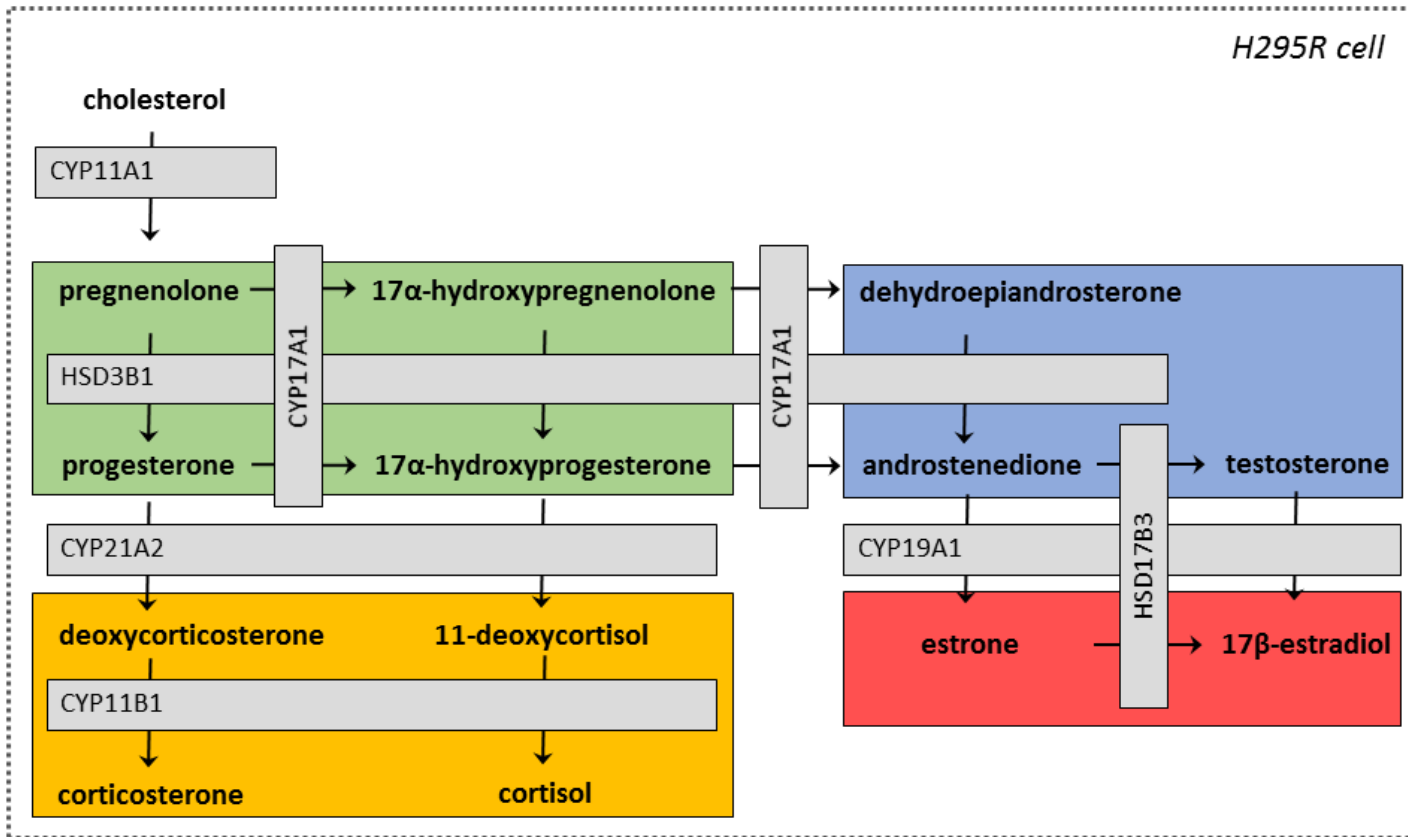 H295R cell
cholesterol
CYP11A1
pregnenolone
17α-hydroxypregnenolone
dehydroepiandrosterone
CYP17A1
CYP17A1
HSD3B1
progesterone
17α-hydroxyprogesterone
androstenedione
testosterone
HSD17B3
CYP21A2
CYP19A1
deoxycorticosterone
11-deoxycortisol
estrone
17β-estradiol
CYP11B1
corticosterone
cortisol